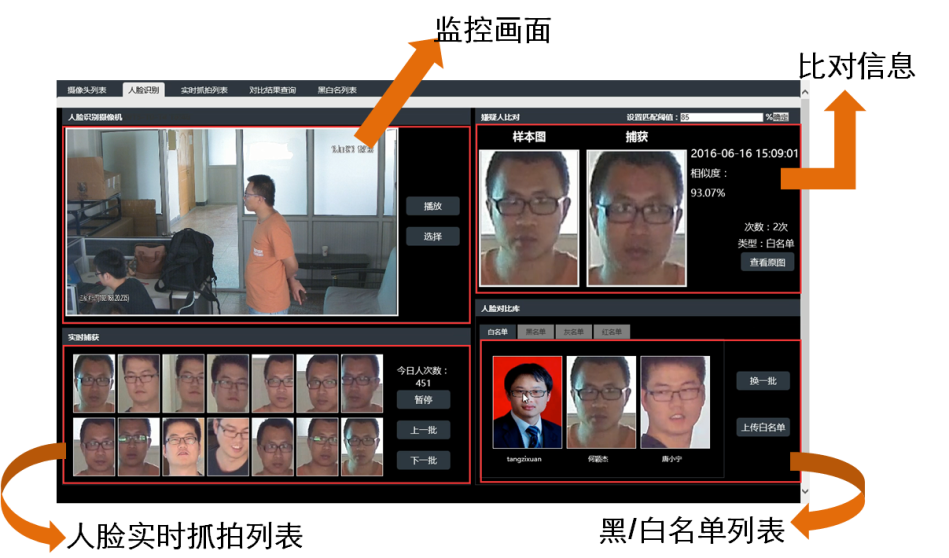 监控画面
比对信息
摄像头列表 人脸识别 实时抓拍列表 对比结果查询 黑白名列表
人脸识别摄像机
嫌疑人比对 设置匹配阈值：85 %确定
样本图 捕获
2016-06-16 15:09:01
相似度：
93.07%
播放
选择
次数：2次
类型：白名单
查看原图
人脸对比库
白名单 黑名单 灰名单 红名单
实时捕获
今日人次数：
451
暂停
上一批
下一批
换一批
上传白名单
tangzixuan 何颖杰 唐小宁
人脸实时抓拍列表
黑/白名单列表